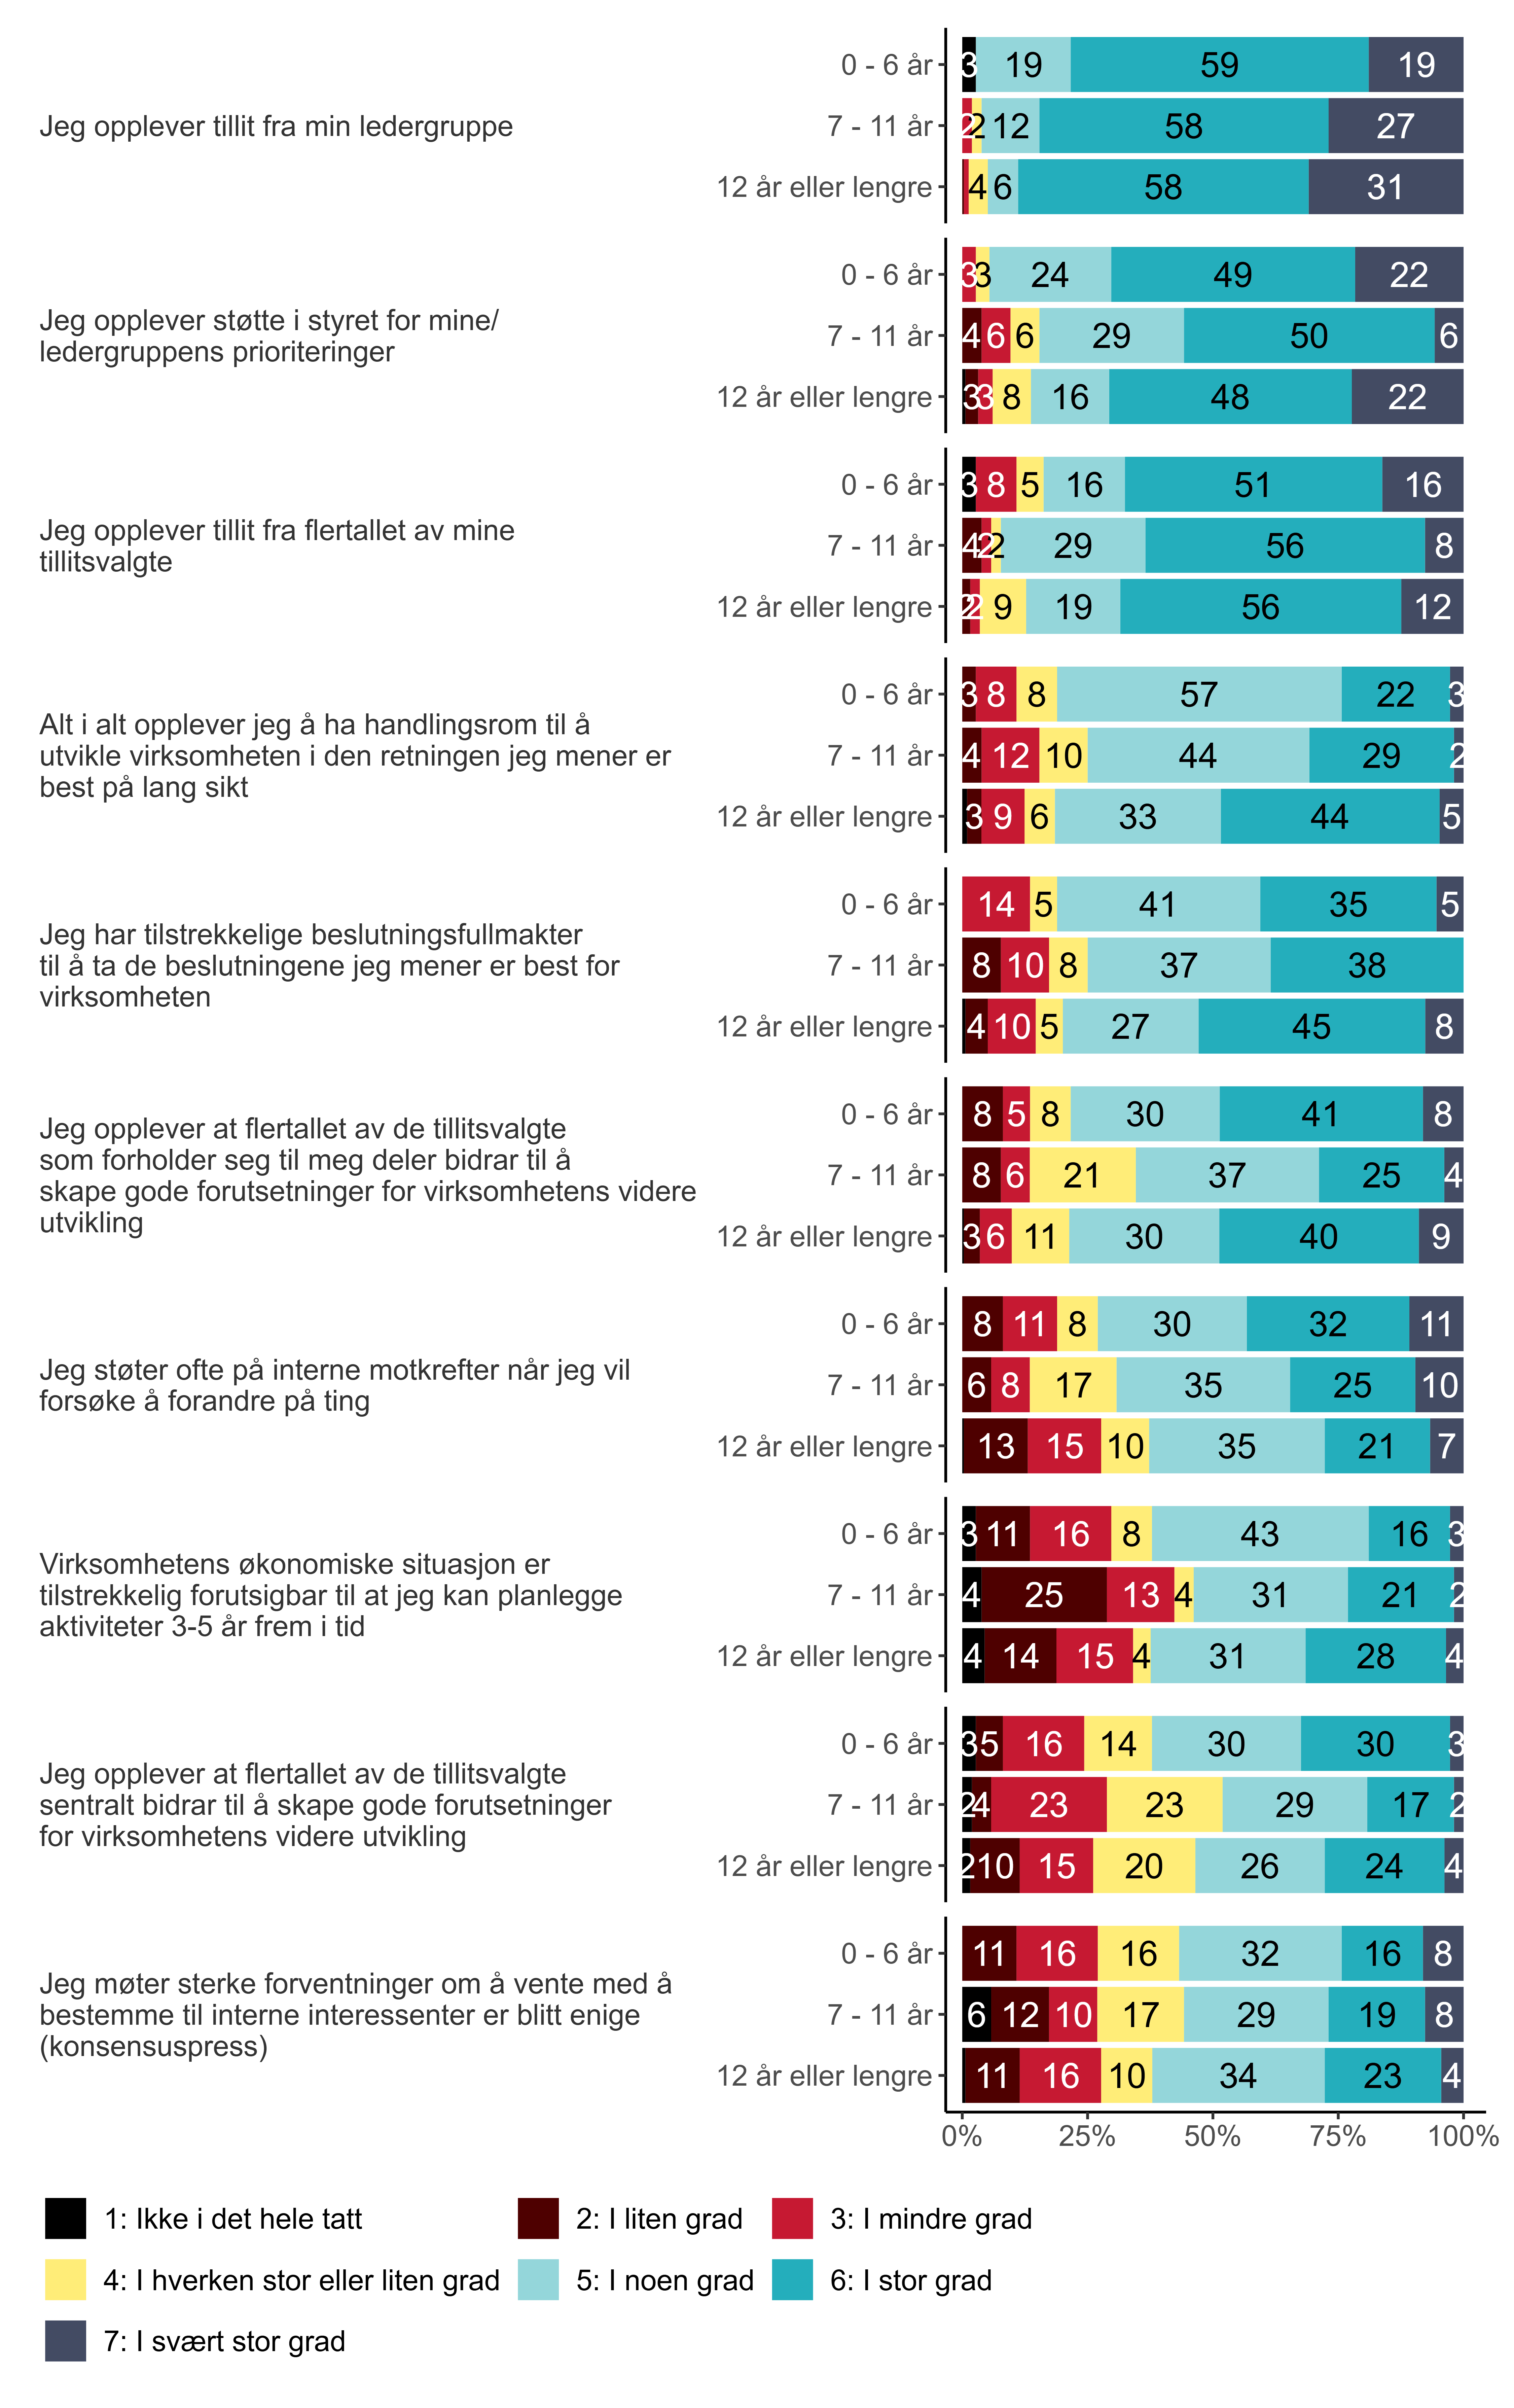 0 - 6 år 3 19 59 19
Jeg opplever tillit fra min ledergruppe
7 - 11 år 2 2 12 58 27
12 år eller lengre 4 6 58 31
0 - 6 år 3 3 24 49 22
Jeg opplever støtte i styret for mine/
ledergruppens prioriteringer
7 - 11 år 4 6 6 29 50 6
12 år eller lengre 3 3 8 16 48 22
0 - 6 år 3 8 5 16 51 16
Jeg opplever tillit fra flertallet av mine
tillitsvalgte
7 - 11 år 4 2 2 29 56 8
12 år eller lengre 2 2 9 19 56 12
0 - 6 år 3 8 8 57 22 3
Alt i alt opplever jeg å ha handlingsrom til å
utvikle virksomheten i den retningen jeg mener er
best på lang sikt
7 - 11 år 4 12 10 44 29 2
12 år eller lengre 3 9 6 33 44 5
0 - 6 år 14 5 41 35 5
Jeg har tilstrekkelige beslutningsfullmakter
til å ta de beslutningene jeg mener er best for
virksomheten
7 - 11 år 8 10 8 37 38
12 år eller lengre 4 10 5 27 45 8
0 - 6 år 8 5 8 30 41 8
Jeg opplever at flertallet av de tillitsvalgte
som forholder seg til meg deler bidrar til å
skape gode forutsetninger for virksomhetens videre
utvikling
7 - 11 år 8 6 21 37 25 4
12 år eller lengre 3 6 11 30 40 9
0 - 6 år 8 11 8 30 32 11
Jeg støter ofte på interne motkrefter når jeg vil
forsøke å forandre på ting
7 - 11 år 6 8 17 35 25 10
12 år eller lengre 13 15 10 35 21 7
0 - 6 år 3 11 16 8 43 16 3
Virksomhetens økonomiske situasjon er
tilstrekkelig forutsigbar til at jeg kan planlegge
aktiviteter 3-5 år frem i tid
7 - 11 år 4 25 13 4 31 21 2
12 år eller lengre 4 14 15 4 31 28 4
0 - 6 år 3 5 16 14 30 30 3
Jeg opplever at flertallet av de tillitsvalgte
sentralt bidrar til å skape gode forutsetninger
for virksomhetens videre utvikling
7 - 11 år 2 4 23 23 29 17 2
12 år eller lengre 2 10 15 20 26 24 4
0 - 6 år 11 16 16 32 16 8
Jeg møter sterke forventninger om å vente med å
bestemme til interne interessenter er blitt enige
(konsensuspress)
7 - 11 år 6 12 10 17 29 19 8
12 år eller lengre 11 16 10 34 23 4
0% 25% 50% 75% 100%
1: Ikke i det hele tatt 2: I liten grad 3: I mindre grad
4: I hverken stor eller liten grad 5: I noen grad 6: I stor grad
7: I svært stor grad